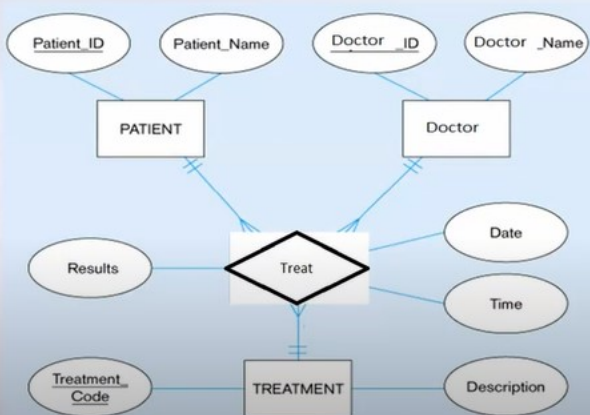 Patient_ID
Patient_Name
Doctor _ID
Doctor _Name
PATIENT
Doctor
Date
Results
Treat
Time
Treatment_
Code
TREATMENT
Description